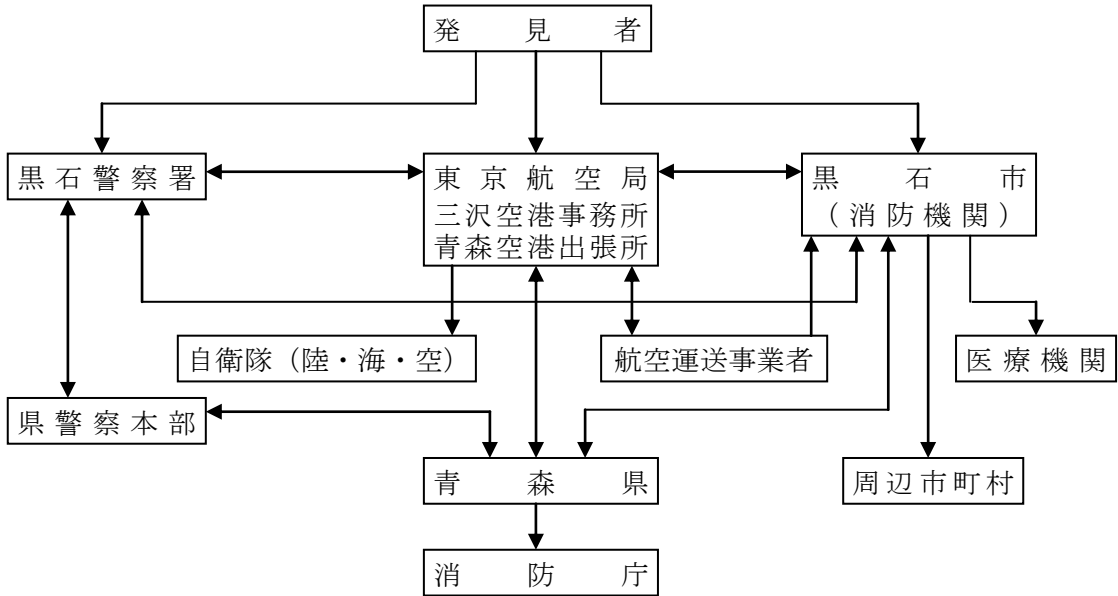 発見者
黒石警察署
東京航空局
三沢空港事務所
青森空港出張所
黒石市
(消防機関)
自衛隊(陸・海・空)
航空運送事業者
医療機関
県警察本部
青森県
周辺市町村
消防庁